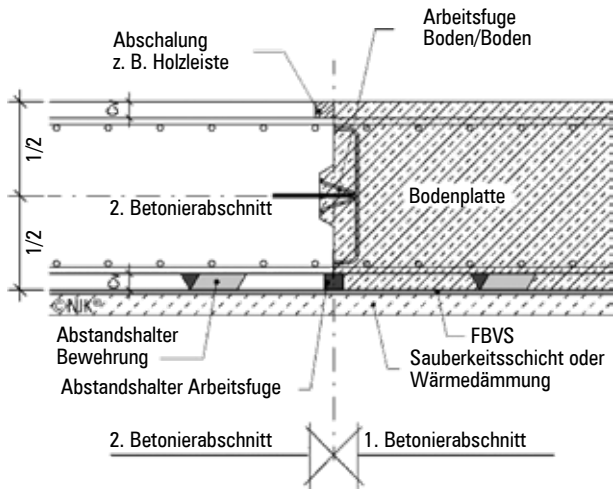 Arbeitsfuge
Boden/Boden
Abschalung
z. B. Holzleiste
1/2
1/2
2. Betonierabschnitt
Bodenplatte
©NIK
Abstandshalter
Bewehrung
FBVS
Sauberkeitsschicht oder
Wärmedämmung
Abstandshalter Arbeitsfuge
2. Betonierabschnitt
1. Betonierabschnitt